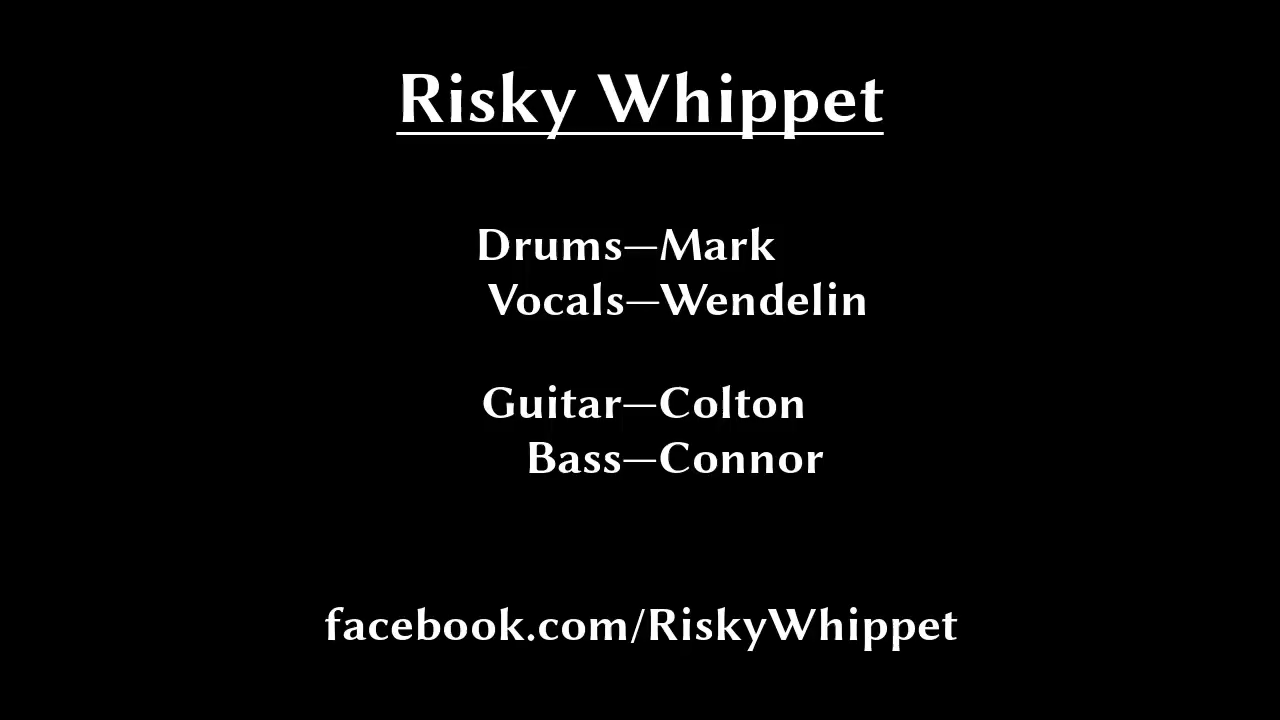 Risky Whippet
Drums—Mark
Vocals—Wendelin
Guitar—Colton
Bass—Connor
facebook.com/RiskyWhippet